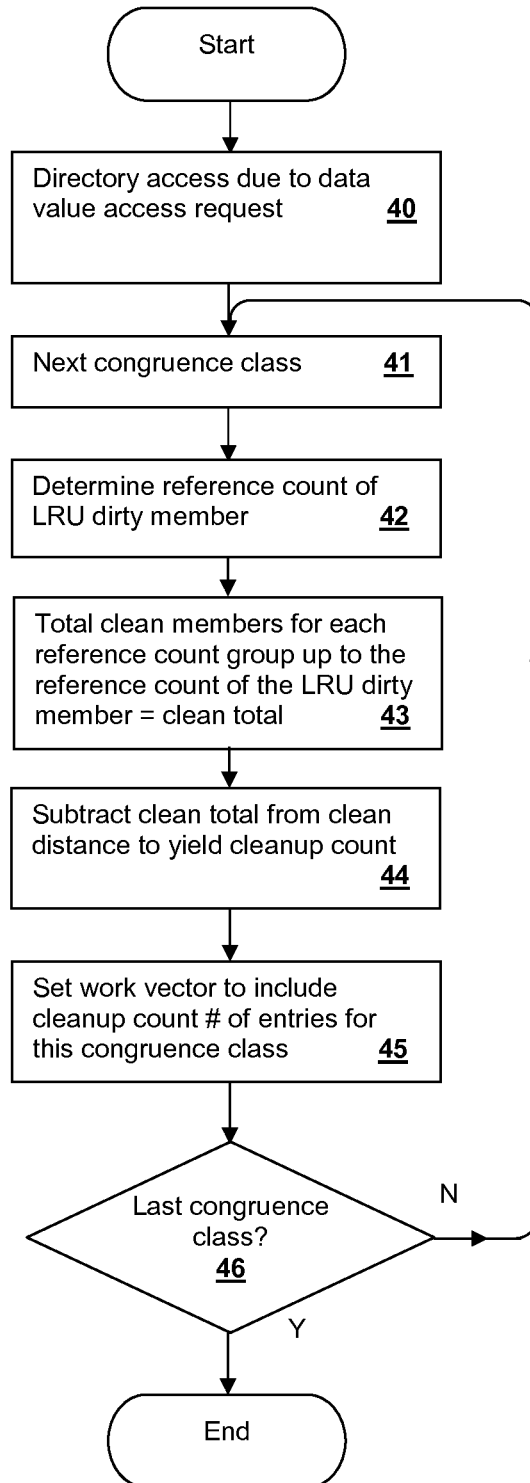 Start
Directory access due to data
value access request 40
Next congruence class 41
Determine reference count of
LRU dirty member 42
Total clean members for each
reference count group up to the
reference count of the LRU dirty
member = clean total 43
Subtract clean total from clean
distance to yield cleanup count
44
Set work vector to include
cleanup count # of entries for
this congruence class 45
Last congruence
class?
46
N
Y
End